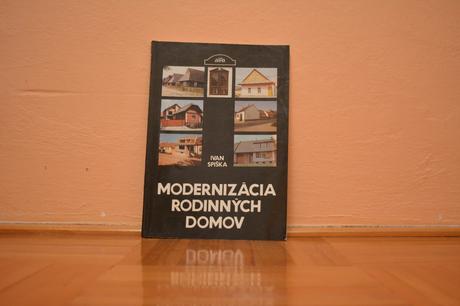 IVAN
SPIŠKA
MODERNIZÁCIA
RODINNÝCH
DOMOV